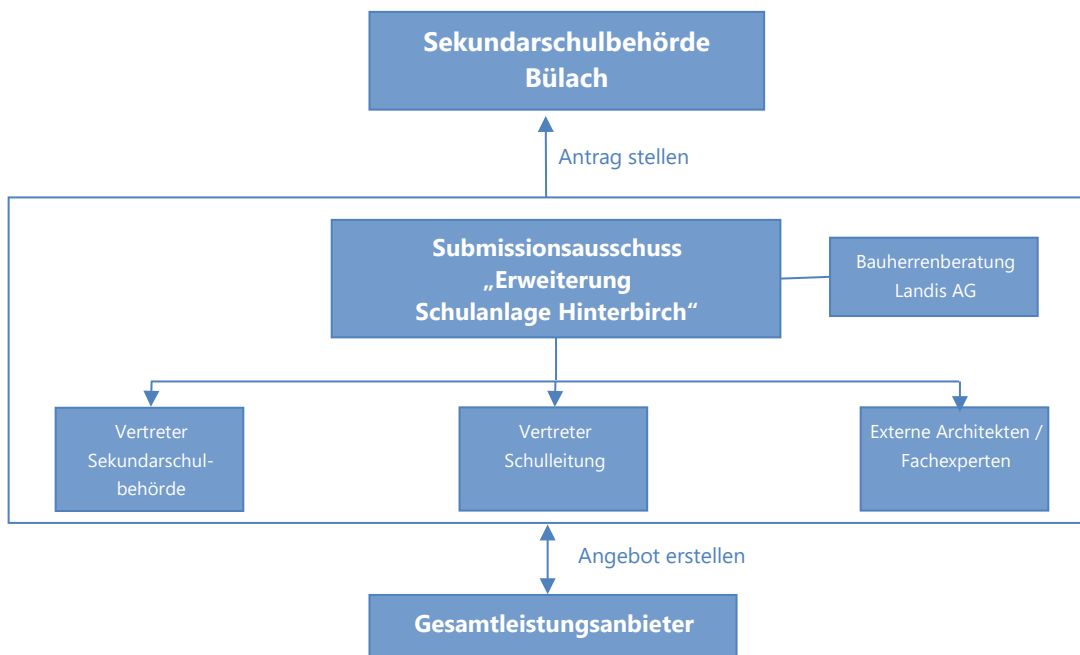 Sekundarschulbehörde
Bülach
Antrag stellen
Submissionsausschuss
„Erweiterung
Schulanlage Hinterbirch“
Bauherrenberatung
Landis AG
Vertreter
Sekundarschul-
behörde
Vertreter
Schulleitung
Externe Architekten /
Fachexperten
Angebot erstellen
Gesamtleistungsanbieter